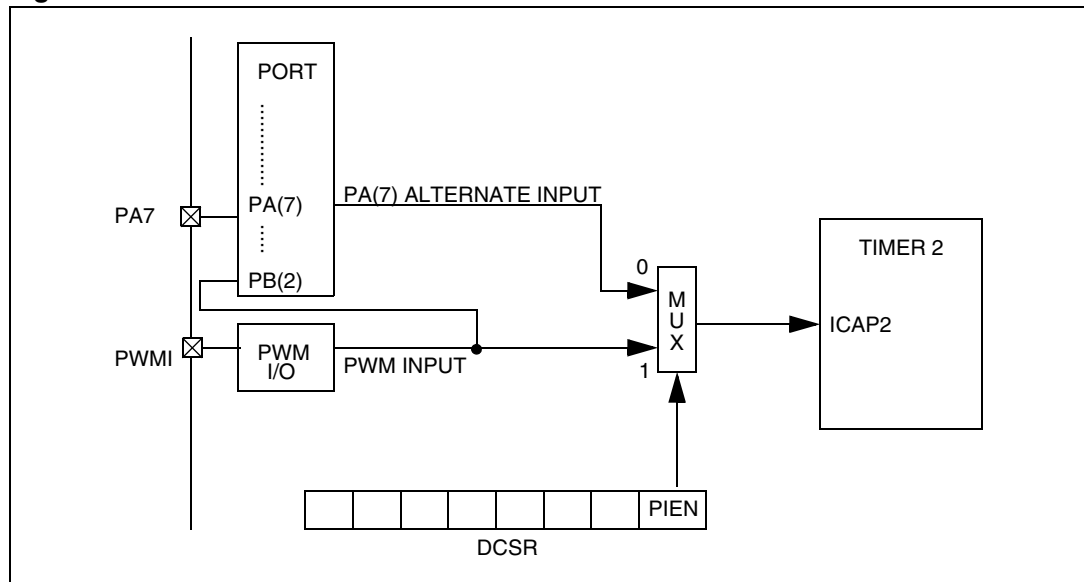 PORT
PA7
PA(7)
PA(7) ALTERNATE INPUT
PB(2)
0
MUX
1
TIMER 2
ICAP2
PWMI
PWM
I/O
PWM INPUT
PIEN
DCSR